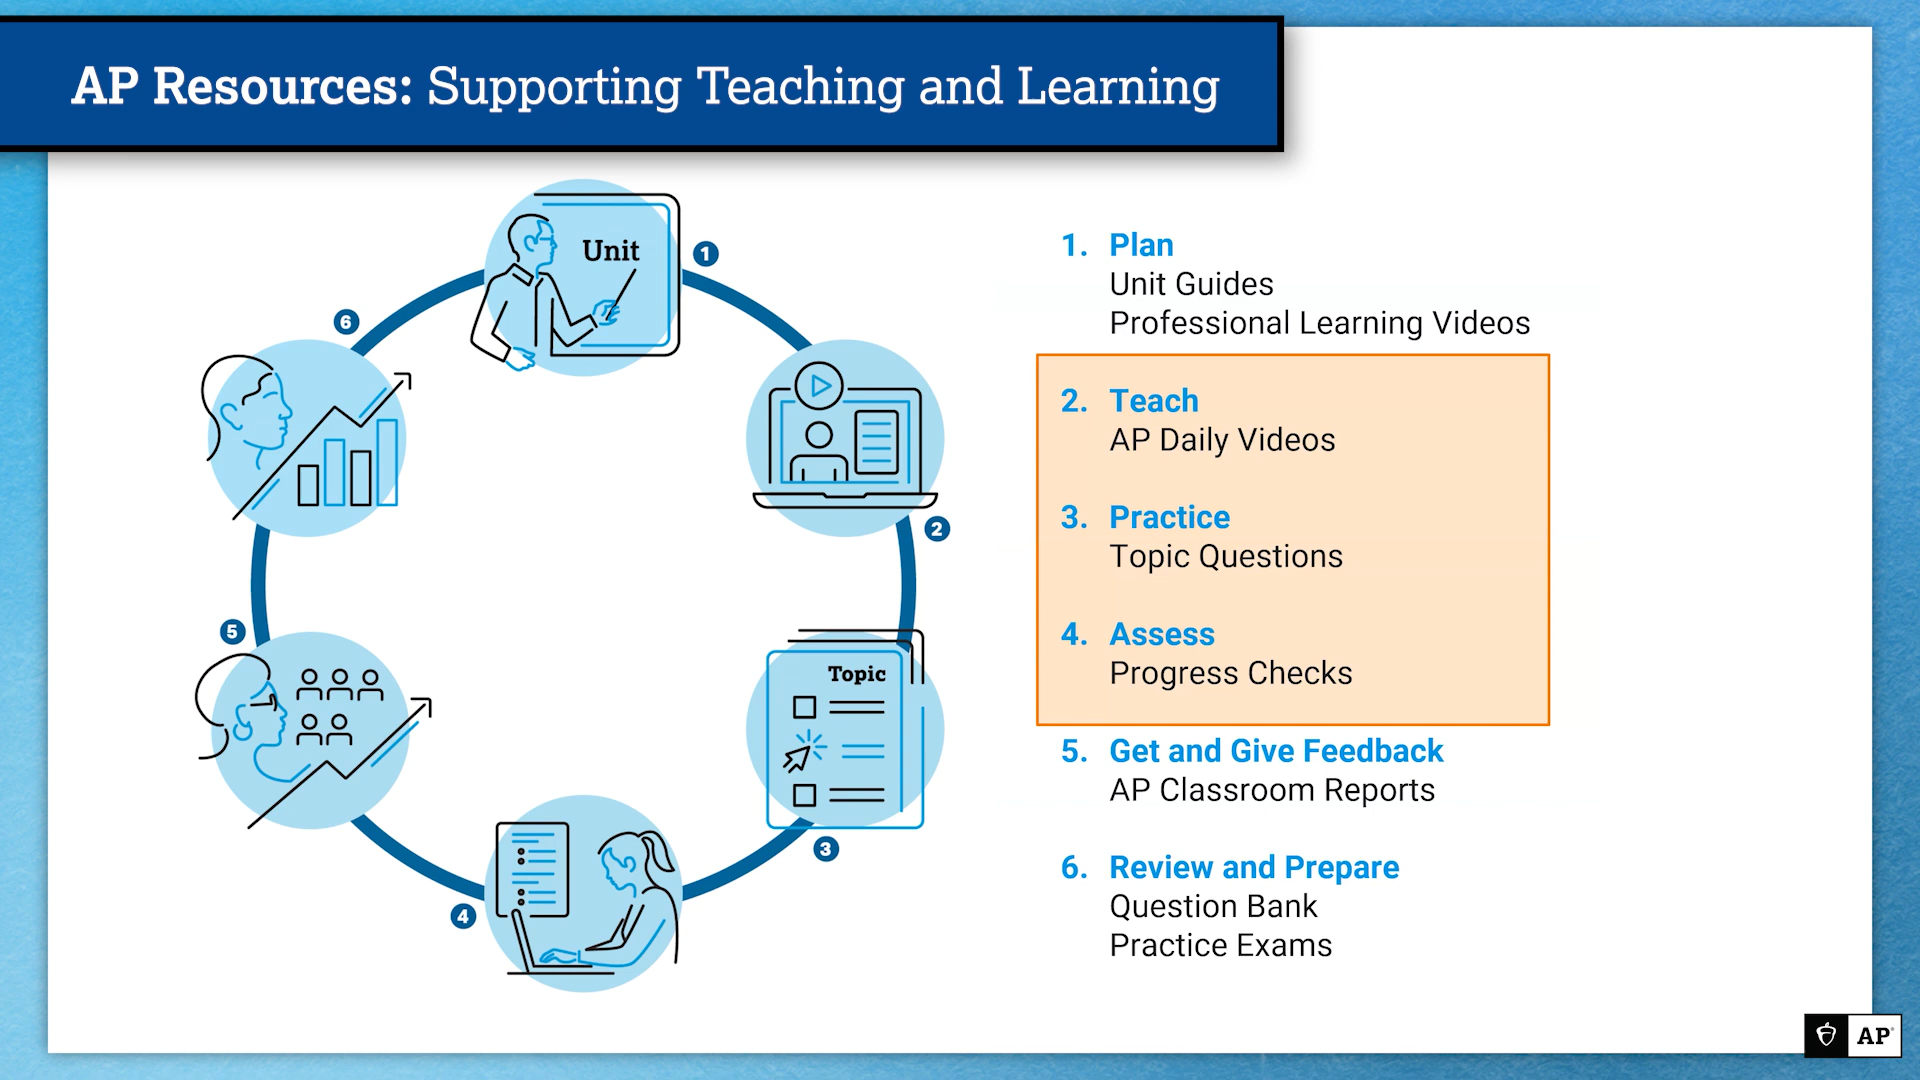 AP Resources: Supporting Teaching and Learning
Unit
1
2
Topic
3
4
5
6
1. Plan
Unit Guides
Professional Learning Videos
2. Teach
AP Daily Videos
3. Practice
Topic Questions
4. Assess
Progress Checks
5. Get and Give Feedback
AP Classroom Reports
6. Review and Prepare
Question Bank
Practice Exams
AP®